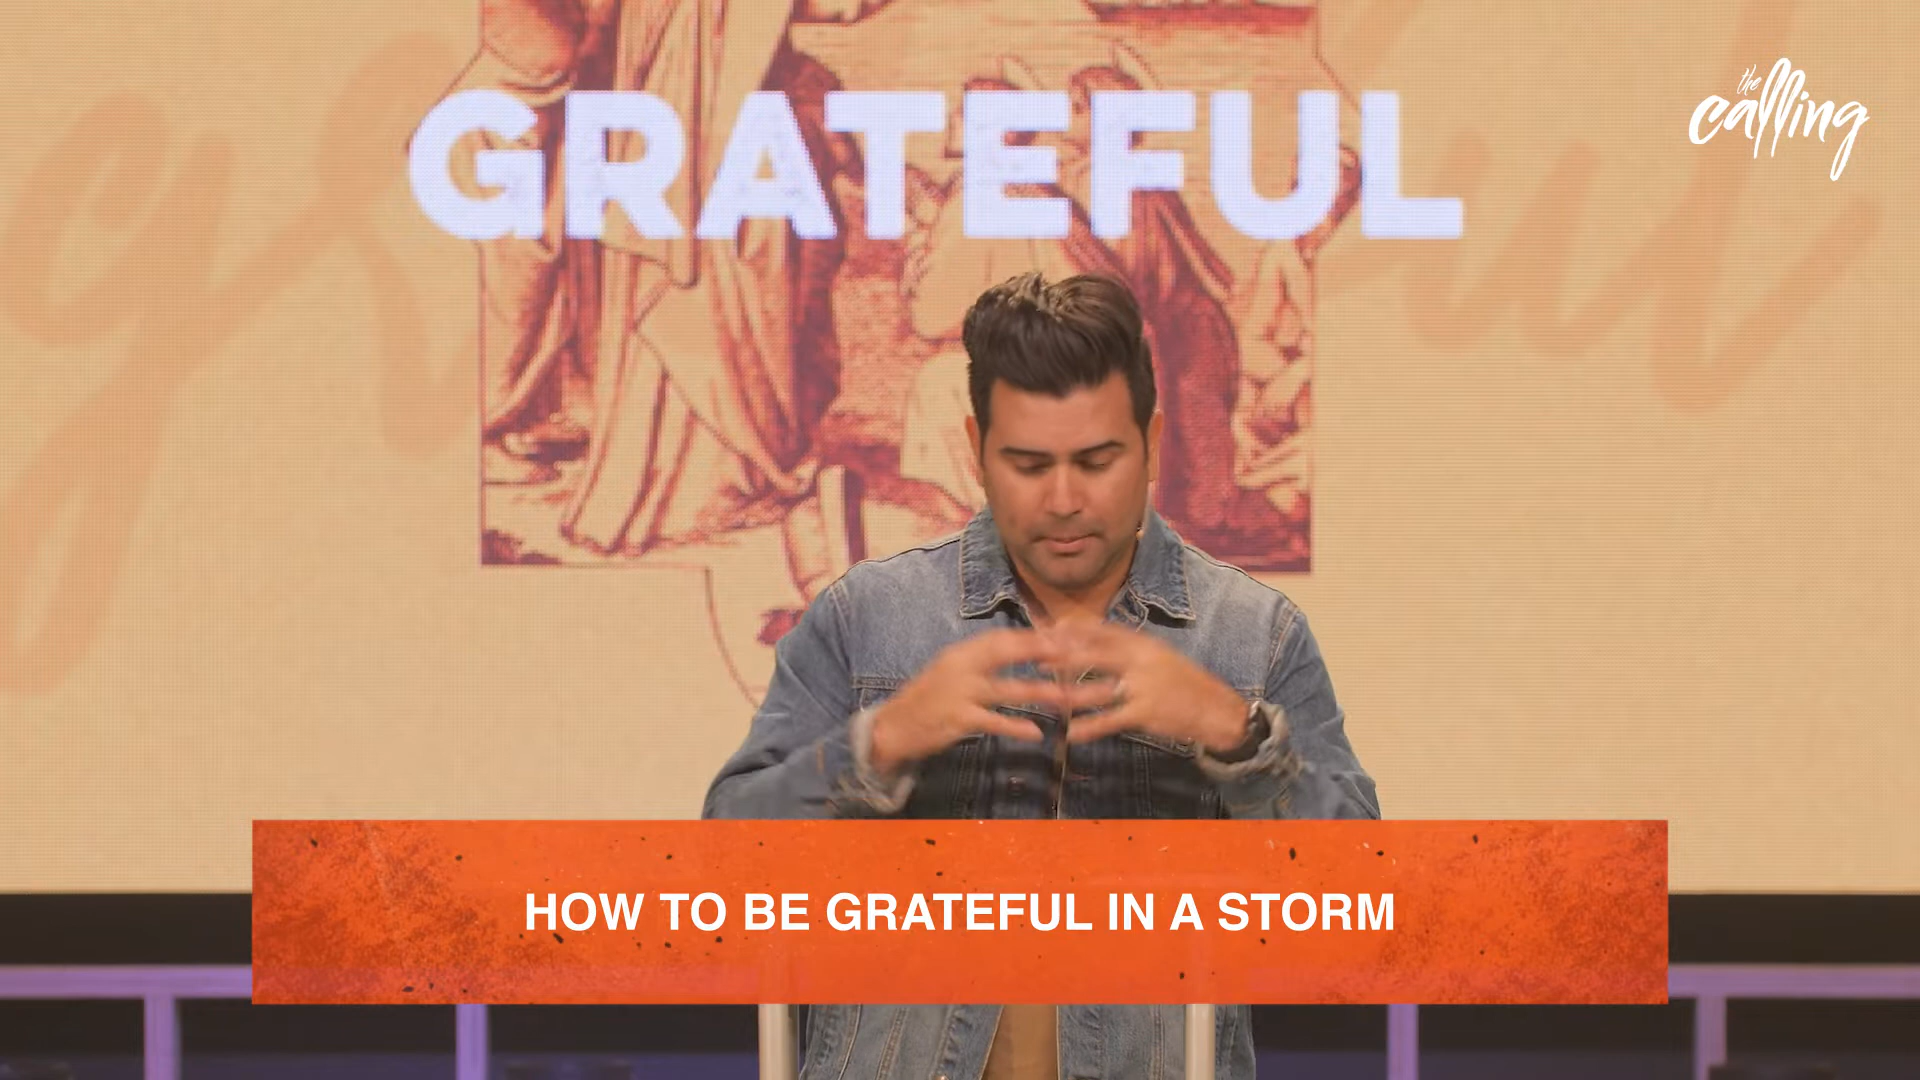 the
calling
GRATEFUL
HOW TO BE GRATEFUL IN A STORM